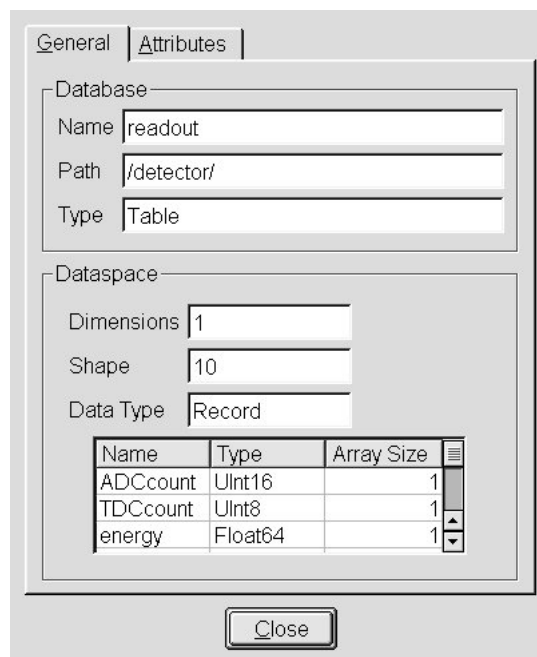 General Attributes
Database
Name readout
Path /detector/
Type Table
Dataspace
Dimensions 1
Shape 10
Data Type Record
Name Type Array Size
ADCcount UInt16 1
TDCcount UInt8 1
energy Float64 1
Close